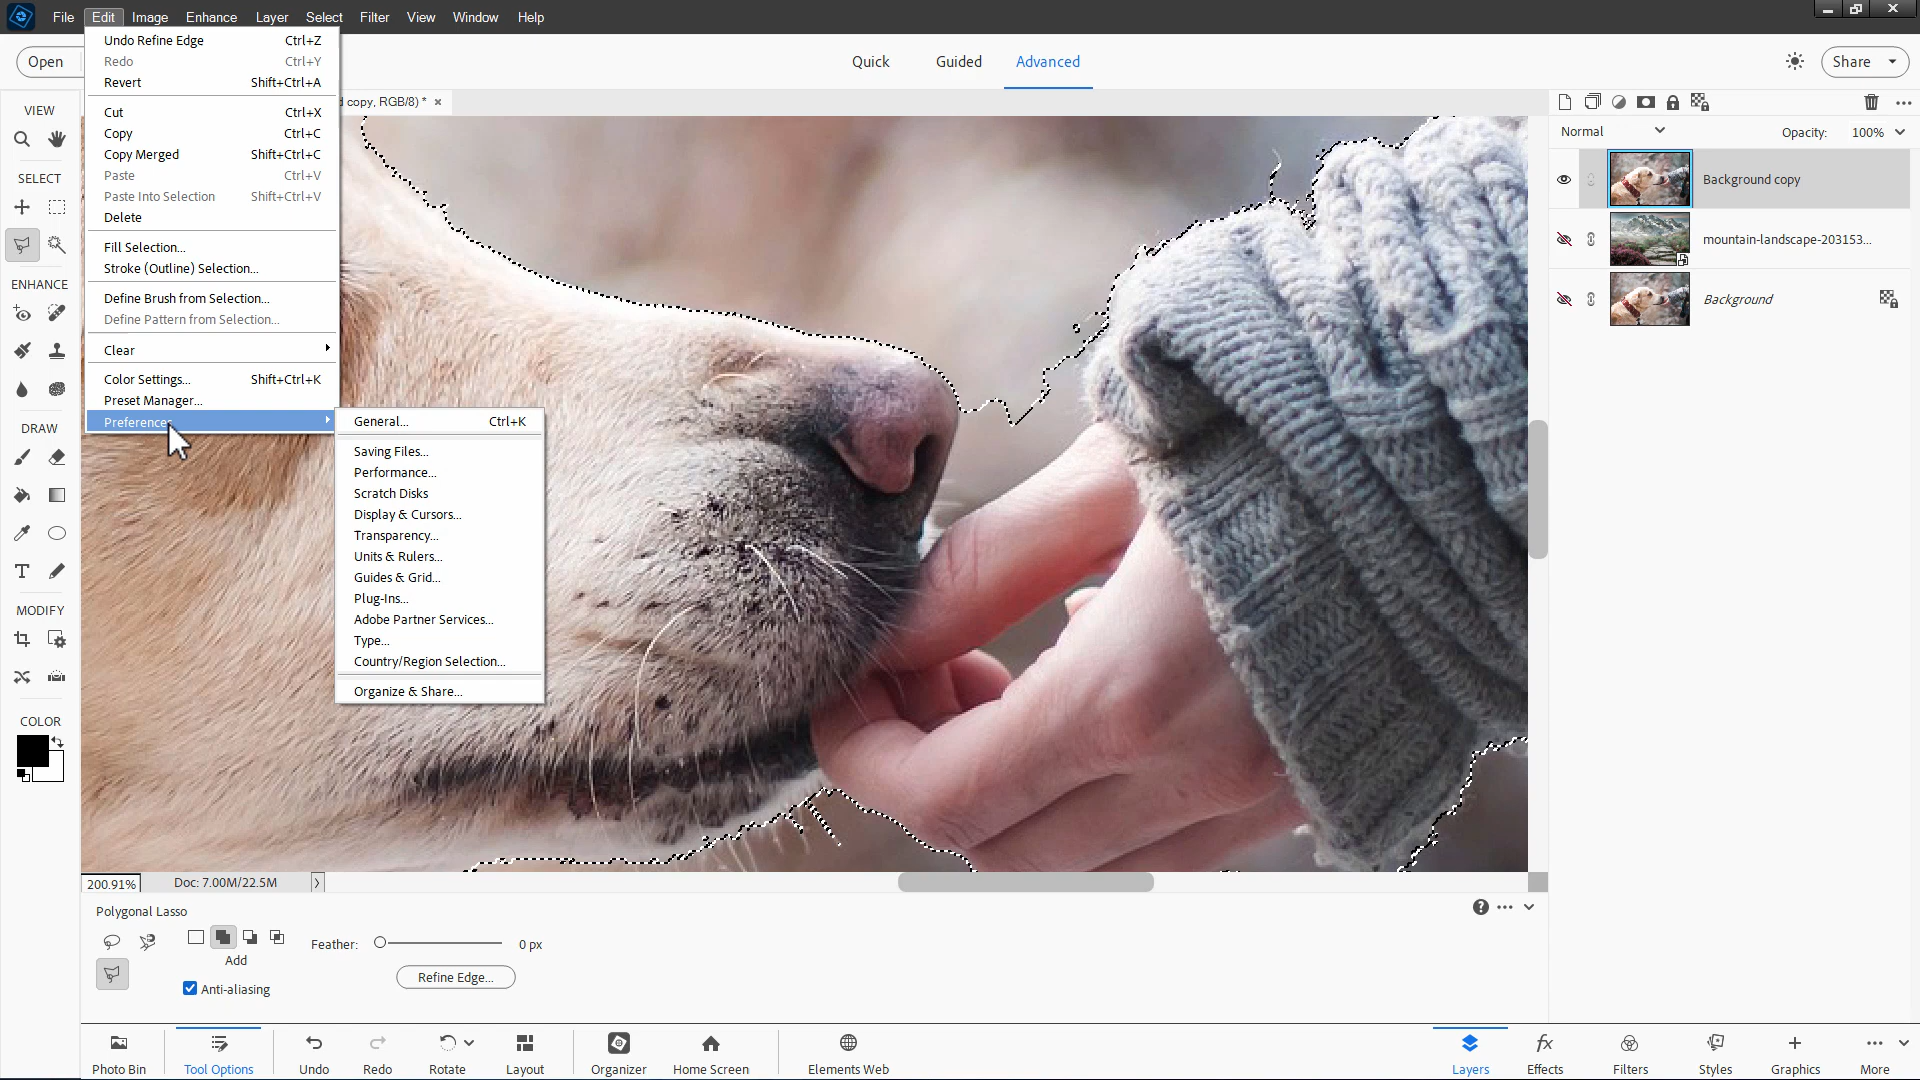 File Edit Image Enhance Layer Select Filter View Window Help
Open
Quick Guided Advanced
Share
d copy, RGB/8) *
Undo Refine Edge Ctrl+Z
Redo Ctrl+Y
Revert Shift+Ctrl+A
Cut Ctrl+X
Copy Ctrl+C
Copy Merged Shift+Ctrl+C
Paste Ctrl+V
Paste Into Selection Shift+Ctrl+V
Delete
Fill Selection...
Stroke (Outline) Selection...
Define Brush from Selection...
Define Pattern from Selection...
Clear
Color Settings... Shift+Ctrl+K
Preset Manager...
Preferences
General... Ctrl+K
Saving Files...
Performance...
Scratch Disks
Display & Cursors...
Transparency...
Units & Rulers...
Guides & Grid...
Plug-Ins...
Adobe Partner Services...
Type...
Country/Region Selection...
Organize & Share...
VIEW
SELECT
ENHANCE
DRAW
MODIFY
COLOR
Normal Opacity: 100%
Background copy
mountain-landscape-203153...
Background
200.91% Doc: 7.00M/22.5M
Polygonal Lasso
Add
Feather: 0 px
Refine Edge...
Anti-aliasing
Photo Bin Tool Options Undo Redo Rotate Layout Organizer Home Screen Elements Web Layers Effects Filters Styles Graphics More